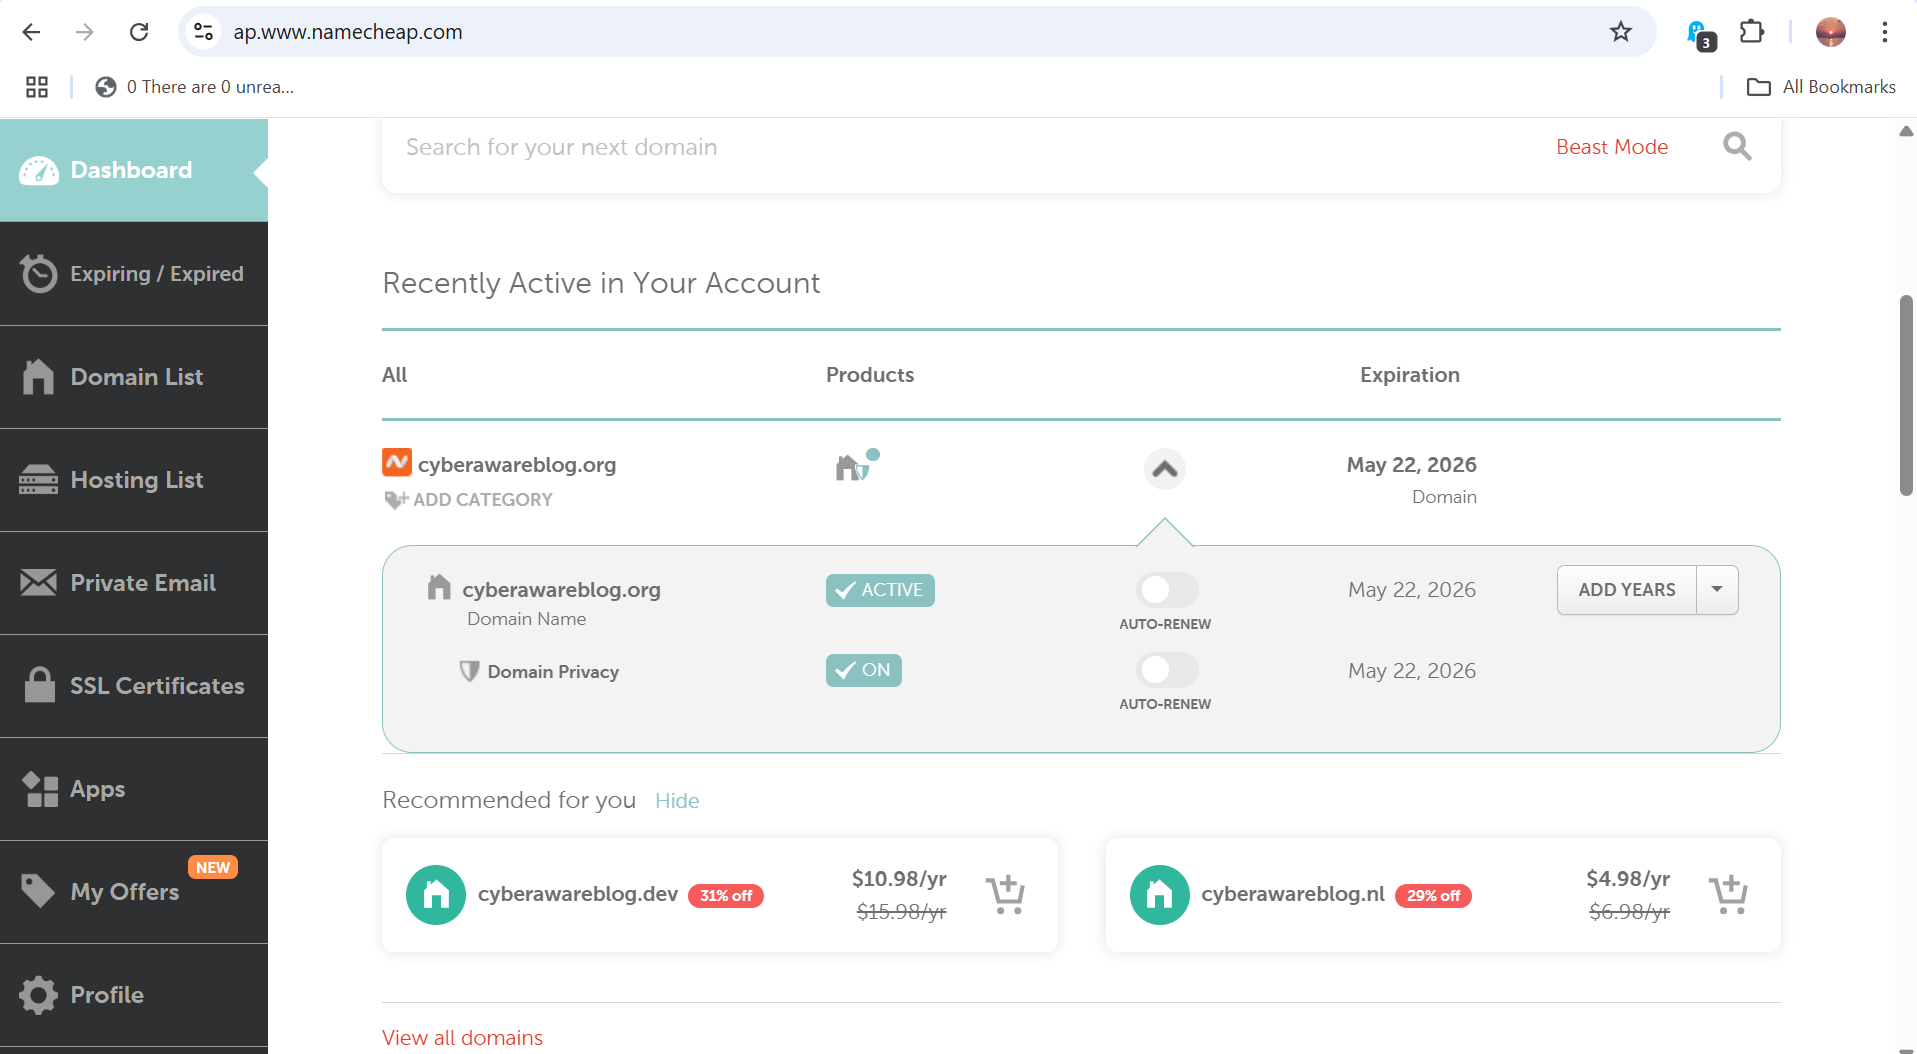 ap.www.namecheap.com
3
0 There are 0 unrea...
All Bookmarks
Dashboard
Expiring / Expired
Domain List
Hosting List
Private Email
SSL Certificates
Apps
NEW
My Offers
Profile
Search for your next domain
Beast Mode
Recently Active in Your Account
All Products Expiration
cyberawareblog.org May 22, 2026
ADD CATEGORY Domain
cyberawareblog.org ACTIVE May 22, 2026 ADD YEARS
Domain Name AUTO-RENEW
Domain Privacy ON May 22, 2026
AUTO-RENEW
Recommended for you Hide
cyberawareblog.dev 31% off $10.98/yr
$15.98/yr
cyberawareblog.nl 29% off $4.98/yr
$6.98/yr
View all domains